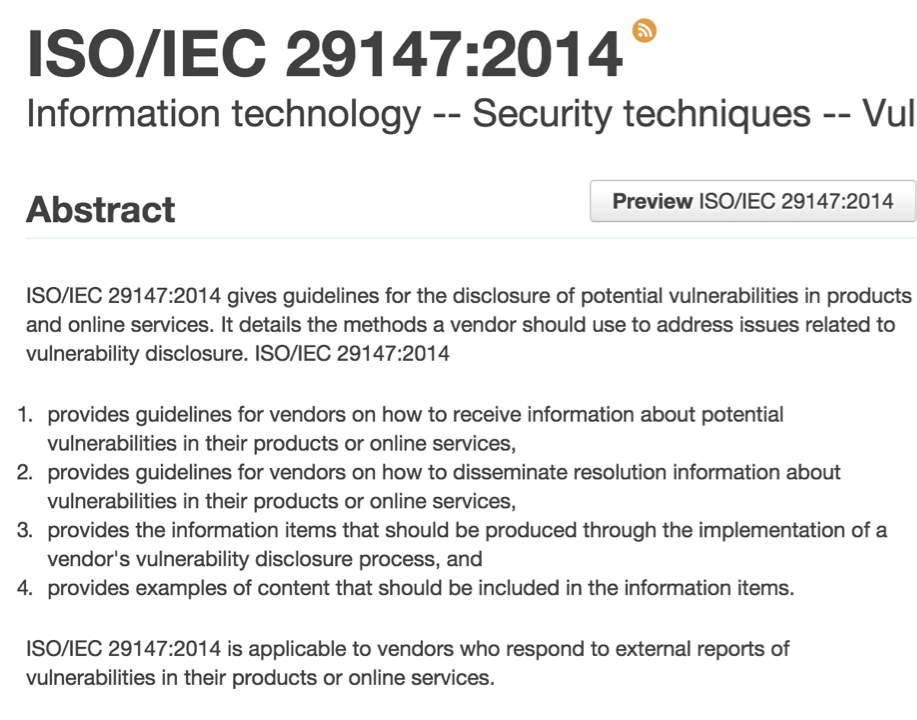 ISO/IEC 29147:2014
Information technology -- Security techniques -- Vul
Abstract
Preview ISO/IEC 29147:2014
ISO/IEC 29147:2014 gives guidelines for the disclosure of potential vulnerabilities in products
and online services. It details the methods a vendor should use to address issues related to
vulnerability disclosure. ISO/IEC 29147:2014
1. provides guidelines for vendors on how to receive information about potential
vulnerabilities in their products or online services,
2. provides guidelines for vendors on how to disseminate resolution information about
vulnerabilities in their products or online services,
3. provides the information items that should be produced through the implementation of a
vendor's vulnerability disclosure process, and
4. provides examples of content that should be included in the information items.
ISO/IEC 29147:2014 is applicable to vendors who respond to external reports of
vulnerabilities in their products or online services.